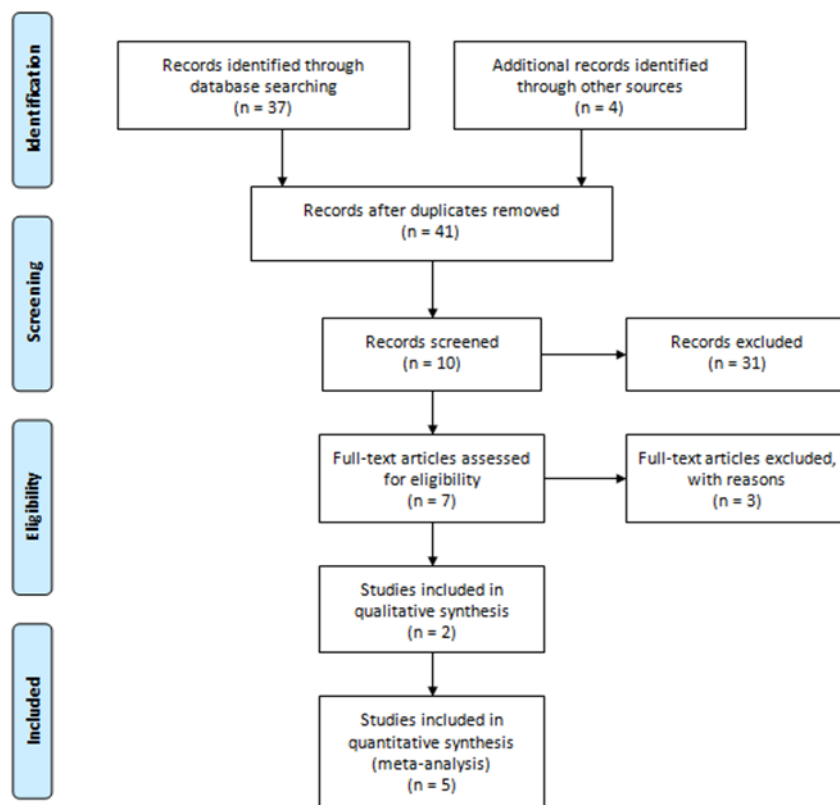 Identification
Records identified through
database searching
(n = 37)
Additional records identified
through other sources
(n = 4)
Records after duplicates removed
(n = 41)
Screening
Records screened
(n = 10)
Records excluded
(n = 31)
Eligibility
Full-text articles assessed
for eligibility
(n = 7)
Full-text articles excluded,
with reasons
(n = 3)
Studies included in
qualitative synthesis
(n = 2)
Included
Studies included in
quantitative synthesis
(meta-analysis)
(n = 5)